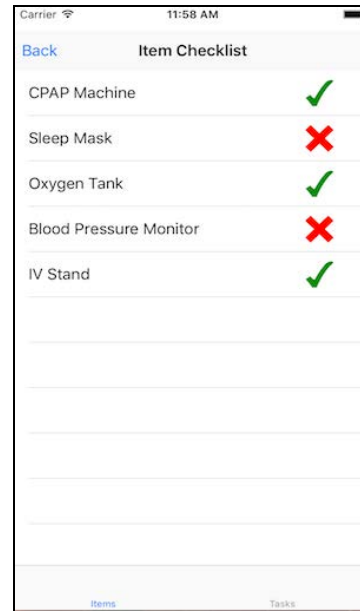 Carrier 11:58 AM
Back Item Checklist
CPAP Machine
Sleep Mask
Oxygen Tank
Blood Pressure Monitor
IV Stand
Items Tasks